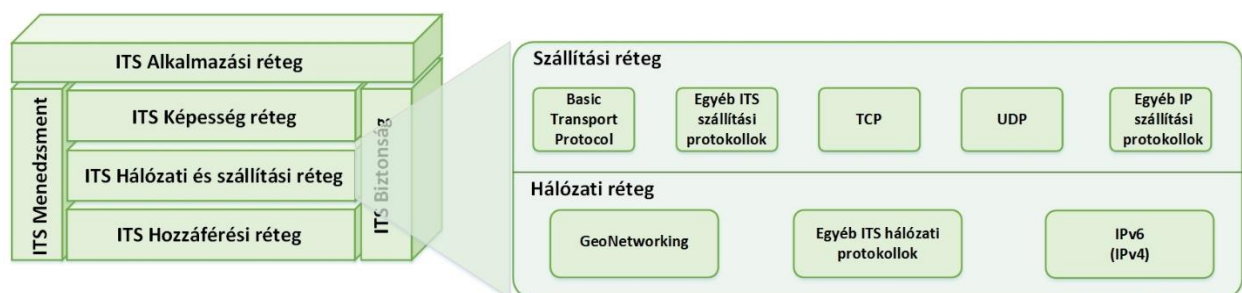 ITS Alkalmazási réteg
ITS Menedzsment
ITS Képesség réteg
ITS Hálózati és szállítási réteg
ITS Hozzáférési réteg
ITS Biztonság
Szállítási réteg
Basic
Transport
Protocol
Egyéb ITS
szállítási
protokollok
TCP
UDP
Egyéb IP
szállítási
protokollok
Hálózati réteg
GeoNetworking
Egyéb ITS hálózati
protokollok
IPv6
(IPv4)